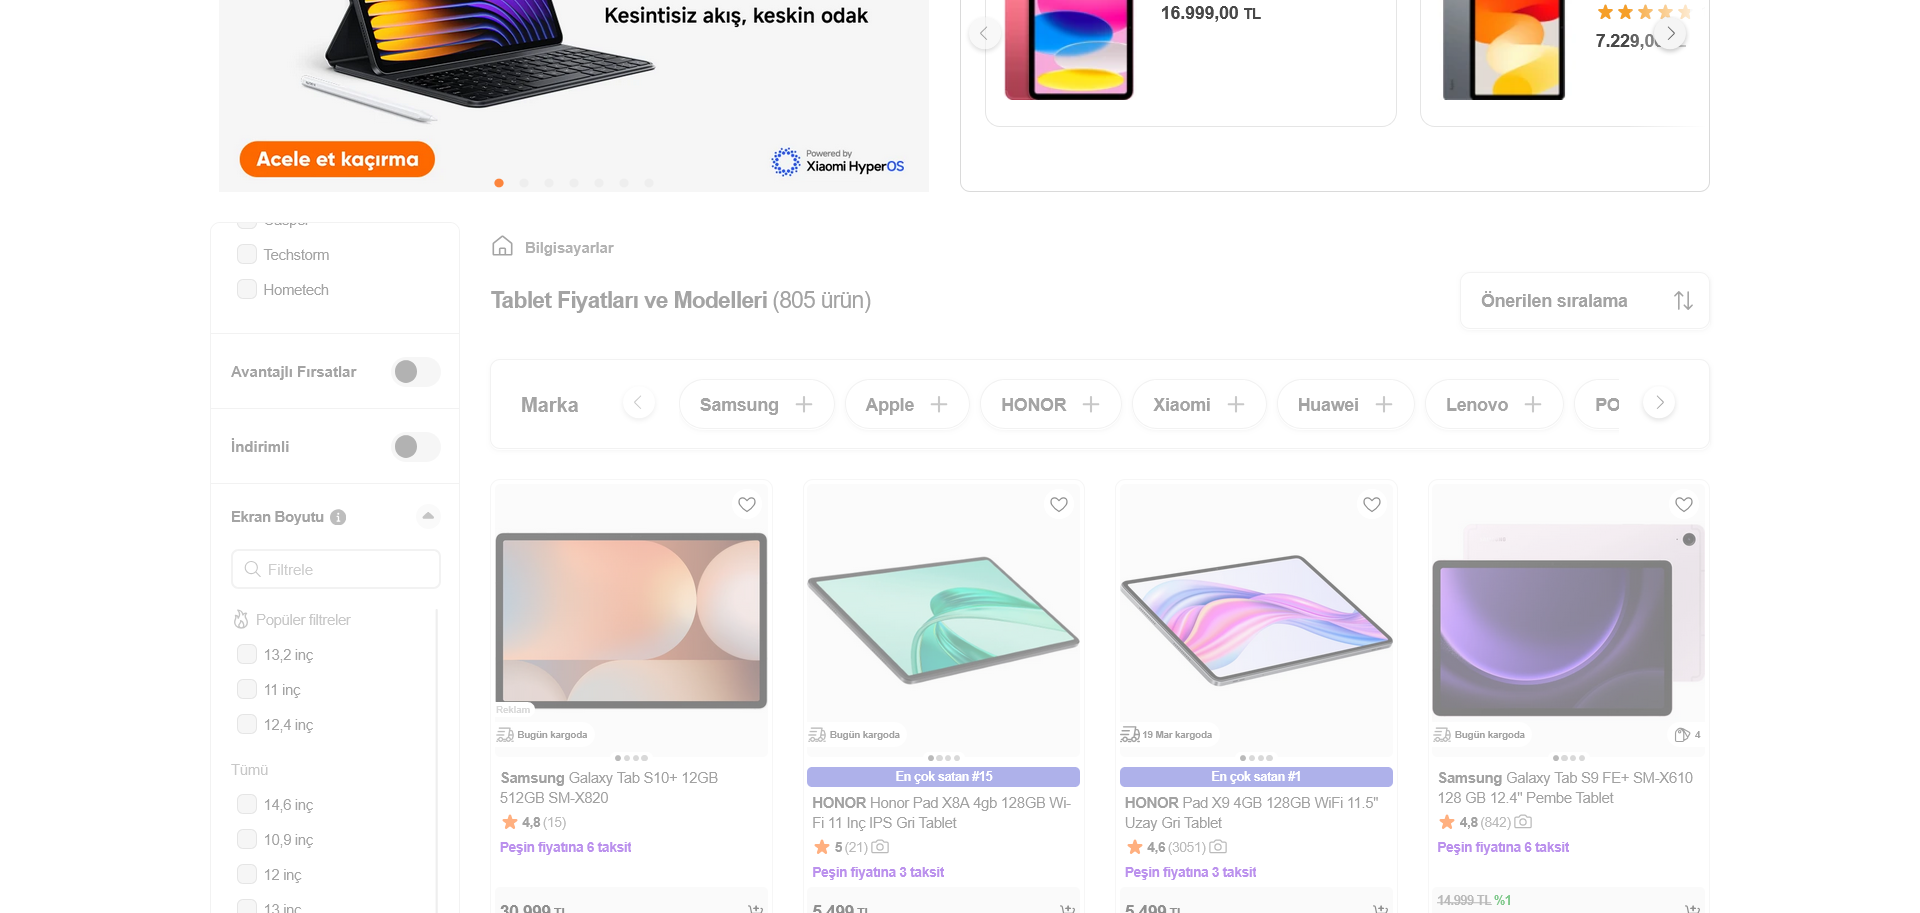 Kesintisiz akış, keskin odak
Acele et kaçırma
Powered by
Xiaomi HyperOS
16.999,00 TL
Techstorm
Hometech
Avantajlı Fırsatlar
İndirimli
Ekran Boyutu
Filtrele
Popüler filtreler
13,2 inç
11 inç
12,4 inç
Tümü
14,6 inç
10,9 inç
12 inç
13 inç
Bilgisayarlar
Tablet Fiyatları ve Modelleri (805 ürün)
Önerilen sıralama
Marka
Samsung
Apple
HONOR
Xiaomi
Huawei
Lenovo
PO
Reklam
Bugün kargoda
Samsung Galaxy Tab S10+ 12GB
512GB SM-X820
4,8 (15)
Peşin fiyatına 6 taksit
30.999 TL
Bugün kargoda
En çok satan #15
HONOR Honor Pad X8A 4gb 128GB Wi-
Fi 11 Inç IPS Gri Tablet
5 (21)
Peşin fiyatına 3 taksit
5.499 TL
19 Mar kargoda
En çok satan #1
HONOR Pad X9 4GB 128GB WiFi 11.5"
Uzay Gri Tablet
4,6 (3051)
Peşin fiyatına 3 taksit
5.499 TL
Bugün kargoda
4
Samsung Galaxy Tab S9 FE+ SM-X610
128 GB 12.4" Pembe Tablet
4,8 (842)
Peşin fiyatına 6 taksit
14.999 TL %1